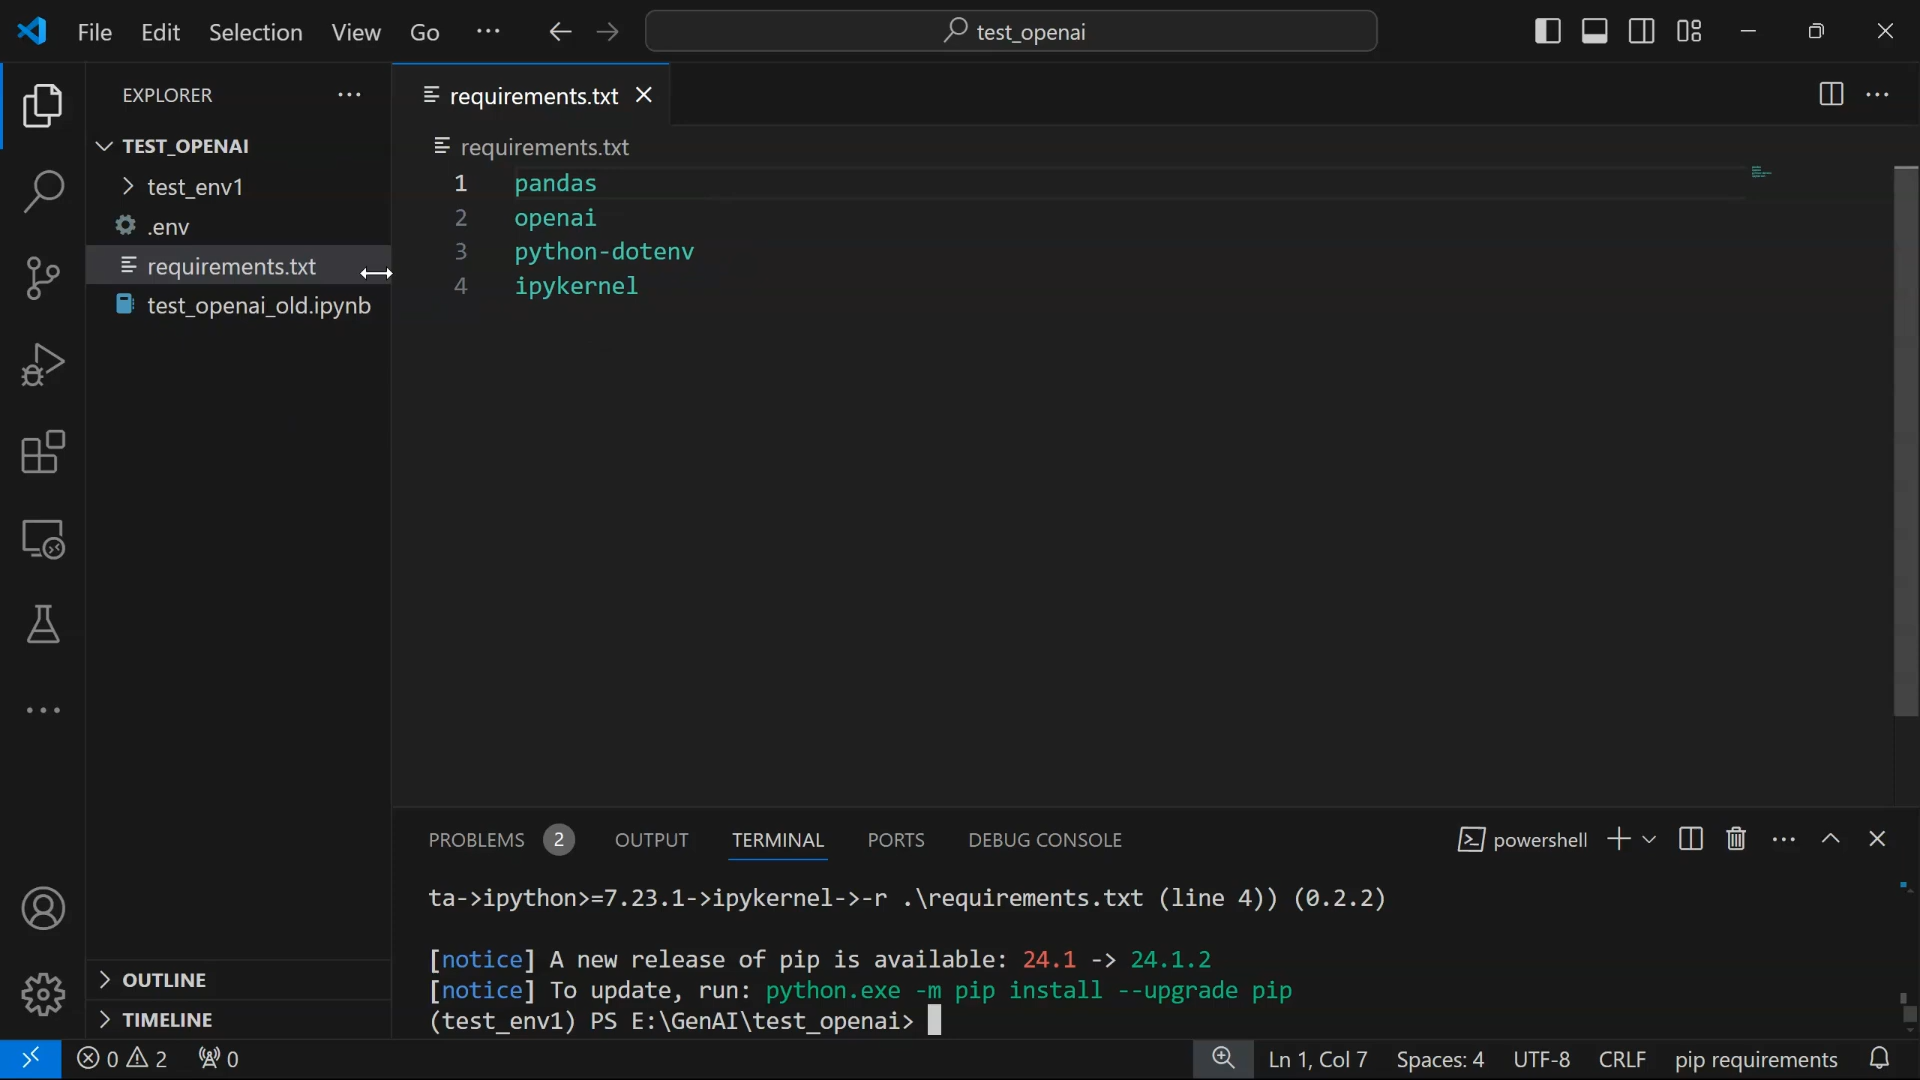 File Edit Selection View Go ··· test_openai
EXPLORER ···
TEST_OPENAI
test_env1
.env
requirements.txt
test_openai_old.ipynb
OUTLINE
TIMELINE
requirements.txt
requirements.txt
1 pandas
2 openai
3 python-dotenv
4 ipykernel
PROBLEMS 2 OUTPUT TERMINAL PORTS DEBUG CONSOLE powershell
ta->ipython>=7.23.1->ipykernel->-r .\requirements.txt (line 4)) (0.2.2)
[notice] A new release of pip is available: 24.1 -> 24.1.2
[notice] To update, run: python.exe -m pip install --upgrade pip
(test_env1) PS E:\GenAI\test_openai>
0 2 0 Ln 1, Col 7 Spaces: 4 UTF-8 CRLF pip requirements